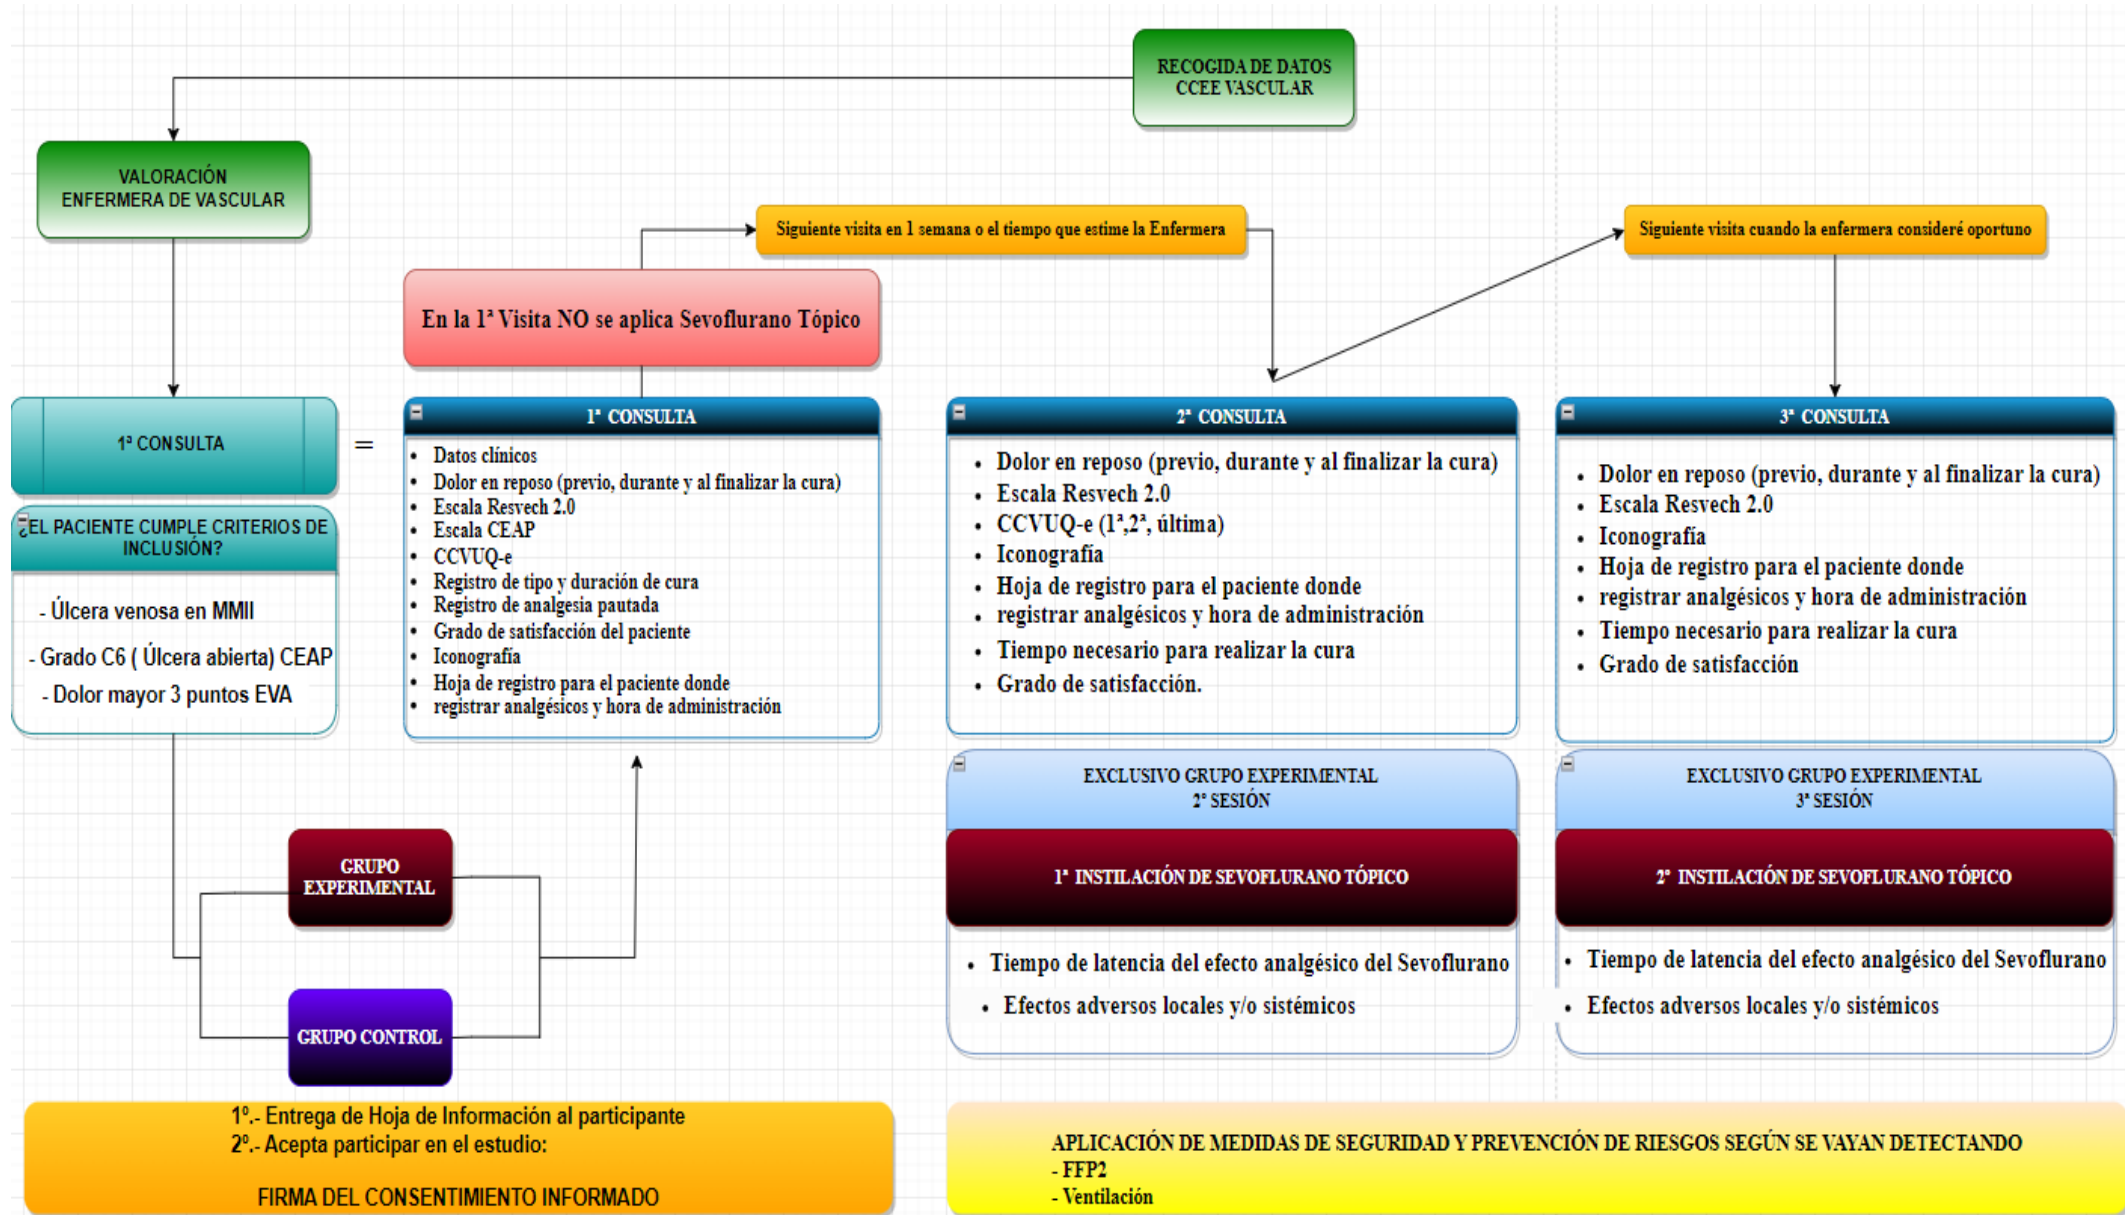 RECOGIDA DE DATOS
CCEE VASCULAR
VALORACIÓN
ENFERMERA DE VASCULAR
Siguiente visita en 1 semana o el tiempo que estime la Enfermera
Siguiente visita cuando la enfermera consideré oportuno
En la 1ª Visita NO se aplica Sevoflurano Tópico
1ª CONSULTA
=
¿EL PACIENTE CUMPLE CRITERIOS DE
INCLUSIÓN?
- Úlcera venosa en MMII
- Grado C6 ( Úlcera abierta) CEAP
- Dolor mayor 3 puntos EVA
1ª CONSULTA
• Datos clínicos
• Dolor en reposo (previo, durante y al finalizar la cura)
• Escala Resvech 2.0
• Escala CEAP
• CCVUQ-e
• Registro de tipo y duración de cura
• Registro de analgesia pautada
• Grado de satisfacción del paciente
• Iconografía
• Hoja de registro para el paciente donde
• registrar analgésicos y hora de administración
2ª CONSULTA
• Dolor en reposo (previo, durante y al finalizar la cura)
• Escala Resvech 2.0
• CCVUQ-e (1ª,2ª, última)
• Iconografía
• Hoja de registro para el paciente donde
• registrar analgésicos y hora de administración
• Tiempo necesario para realizar la cura
• Grado de satisfacción.
3ª CONSULTA
• Dolor en reposo (previo, durante y al finalizar la cura)
• Escala Resvech 2.0
• Iconografía
• Hoja de registro para el paciente donde
• registrar analgésicos y hora de administración
• Tiempo necesario para realizar la cura
• Grado de satisfacción
GRUPO
EXPERIMENTAL
GRUPO CONTROL
EXCLUSIVO GRUPO EXPERIMENTAL
2º SESIÓN
1ª INSTILACIÓN DE SEVOFLURANO TÓPICO
• Tiempo de latencia del efecto analgésico del Sevoflurano
• Efectos adversos locales y/o sistémicos
EXCLUSIVO GRUPO EXPERIMENTAL
3ª SESIÓN
2º INSTILACIÓN DE SEVOFLURANO TÓPICO
• Tiempo de latencia del efecto analgésico del Sevoflurano
• Efectos adversos locales y/o sistémicos
1º.- Entrega de Hoja de Información al participante
2º.- Acepta participar en el estudio:
FIRMA DEL CONSENTIMIENTO INFORMADO
APLICACIÓN DE MEDIDAS DE SEGURIDAD Y PREVENCIÓN DE RIESGOS SEGÚN SE VAYAN DETECTANDO
- FFP2
- Ventilación